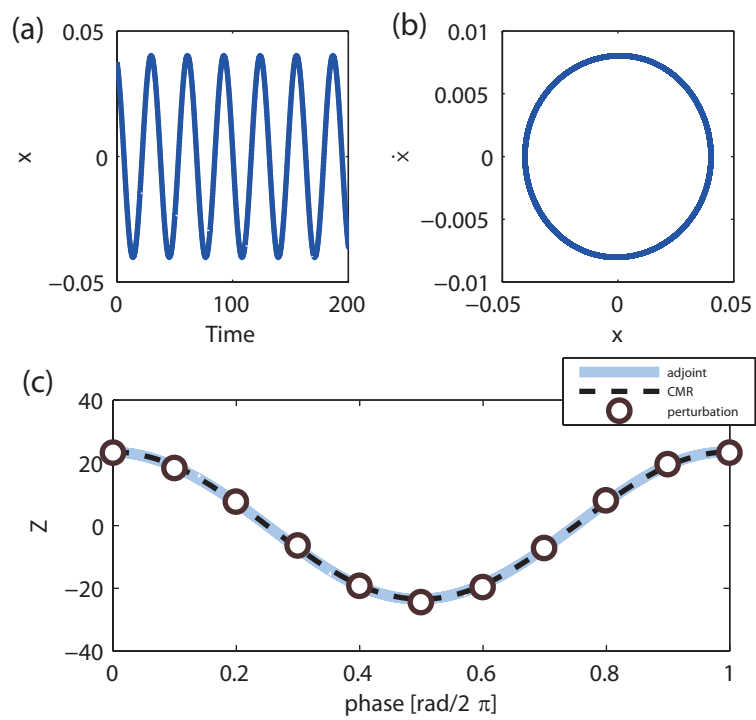 (a)
0.05
0
−0.05
x
0
100
200
Time
(b)
0.01
0.005
0
−0.005
−0.01
ẋ
−0.05
0
0.05
x
(c)
adjoint
CMR
perturbation
40
20
0
−20
−40
Z
0
0.2
0.4
0.6
0.8
1
phase [rad/2 π]